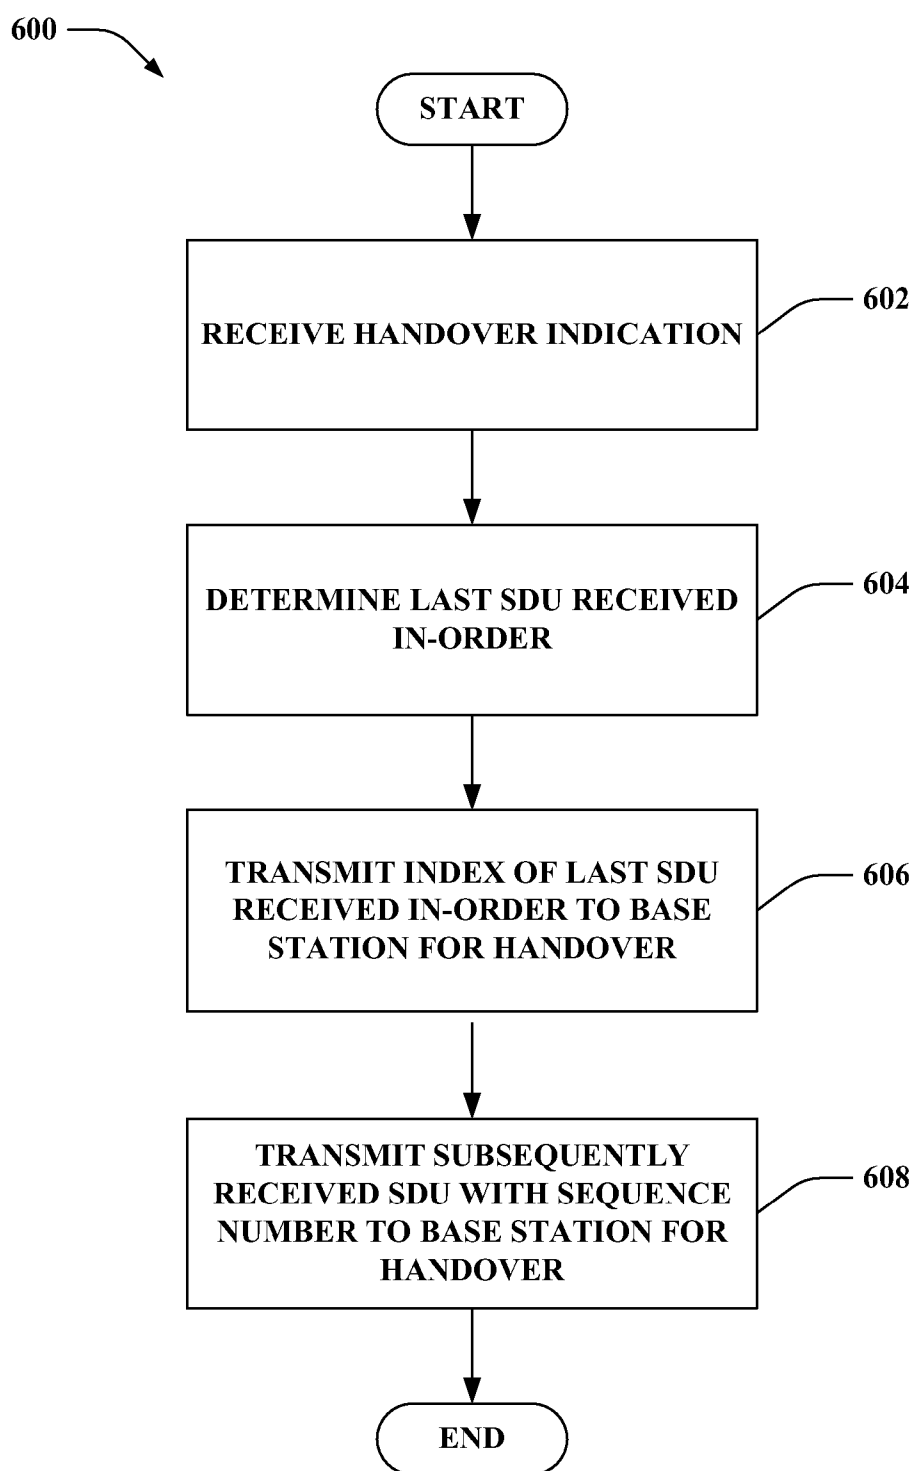 600
START
RECEIVE HANDOVER INDICATION
602
DETERMINE LAST SDU RECEIVED
IN-ORDER
604
TRANSMIT INDEX OF LAST SDU
RECEIVED IN-ORDER TO BASE
STATION FOR HANDOVER
606
TRANSMIT SUBSEQUENTLY
RECEIVED SDU WITH SEQUENCE
NUMBER TO BASE STATION FOR
HANDOVER
608
END